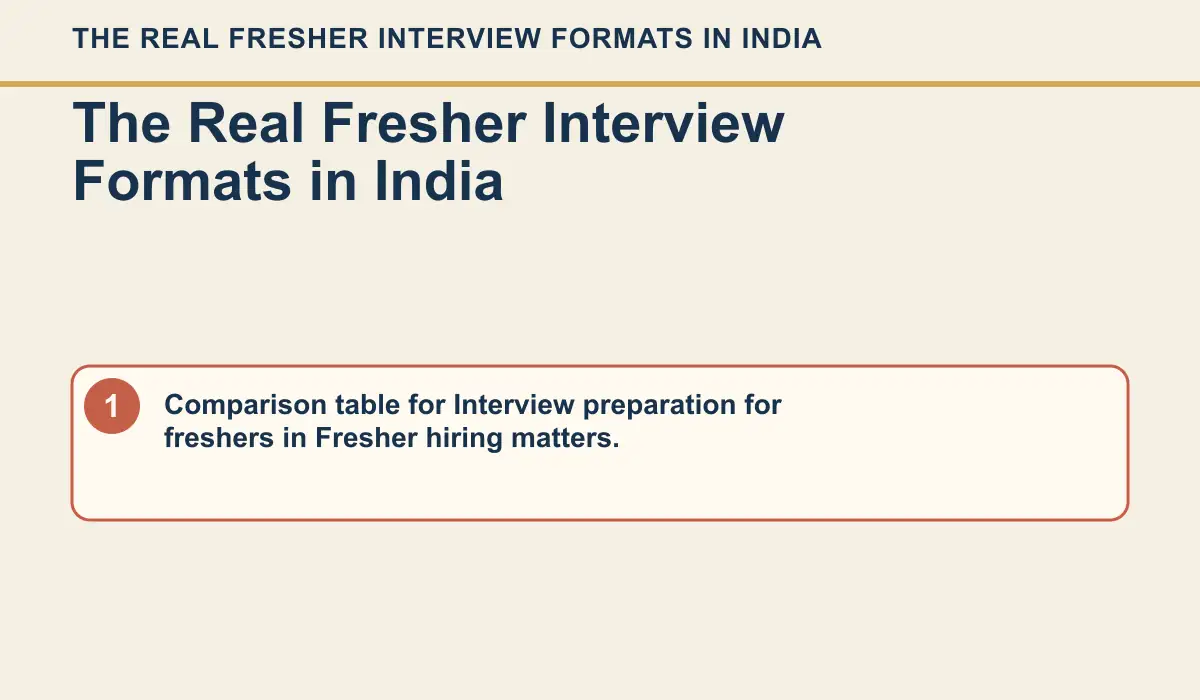 THE REAL FRESHER INTERVIEW FORMATS IN INDIA
The Real Fresher Interview
Formats in India
1
Comparison table for Interview preparation for
freshers in Fresher hiring matters.